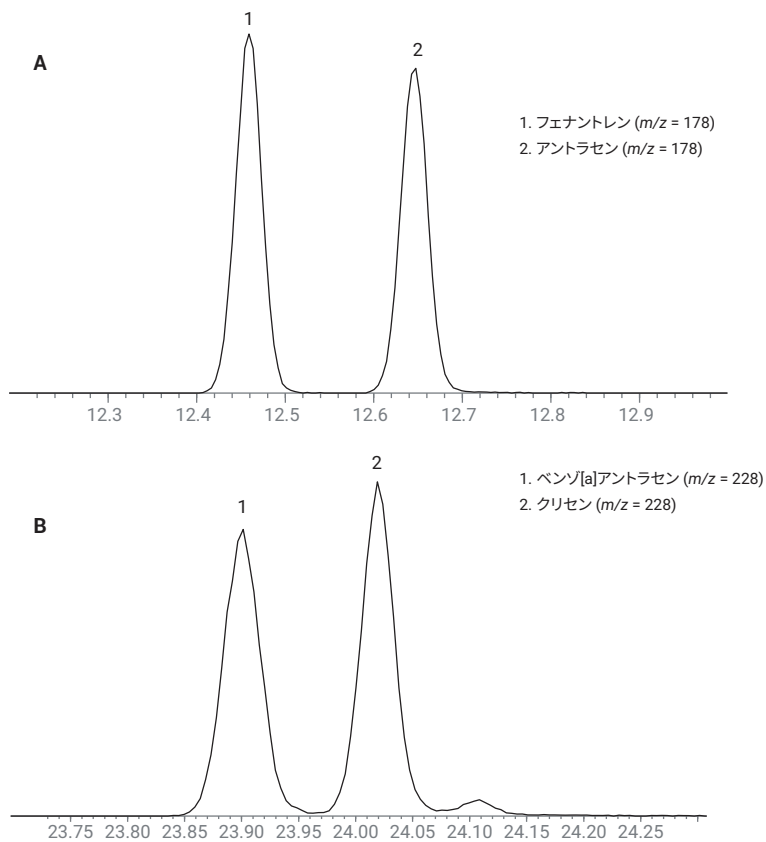 1
2
A
1. フェナントレン (m/z = 178)
2. アントラセン (m/z = 178)
12.3 12.4 12.5 12.6 12.7 12.8 12.9
1
2
B
1. ベンゾ[a]アントラセン (m/z = 228)
2. クリセン (m/z = 228)
23.75 23.80 23.85 23.90 23.95 24.00 24.05 24.10 24.15 24.20 24.25